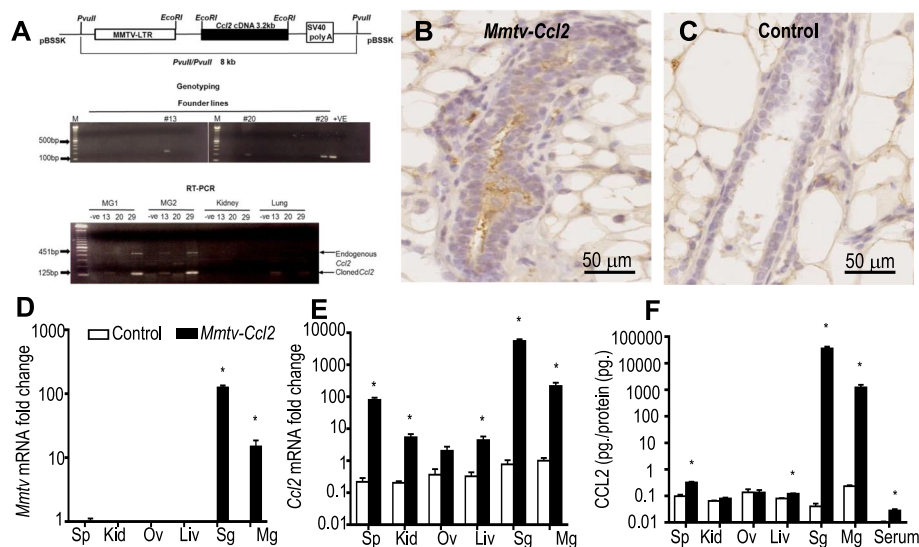 A
PvuII
EcoRI
EcoRI
EcoRI
PvuII
pBSSK
MMTV-LTR
Ccl2 cDNA 3.2kb
SV40
poly A
pBSSK
PvuII/PvuII 8 kb
Genotyping
Founder lines
M #13 M #20 #29 +VE
500bp
100bp
RT-PCR
MG1 MG2 Kidney Lung
-ve 13 20 29 -ve 13 20 29 -ve 13 20 29 -ve 13 20 29
451bp
125bp
Endogenous
Ccl2
ClonedCcl2
B
Mmtv-Ccl2
50 μm
C
Control
50 μm
D
Control
Mmtv-Ccl2
Mmtv mRNA fold change
1000
100
10
1
* *
Sp Kid Ov Liv Sg Mg
E
Ccl2 mRNA fold change
10000
1000
100
10
1
0.1
0.01
* * * * *
Sp Kid Ov Liv Sg Mg
F
CCL2
(pg./protein (pg.)
100000
10000
1000
100
10
1
0.1
0.01
* * * * *
Sp Kid Ov Liv Sg Mg Serum